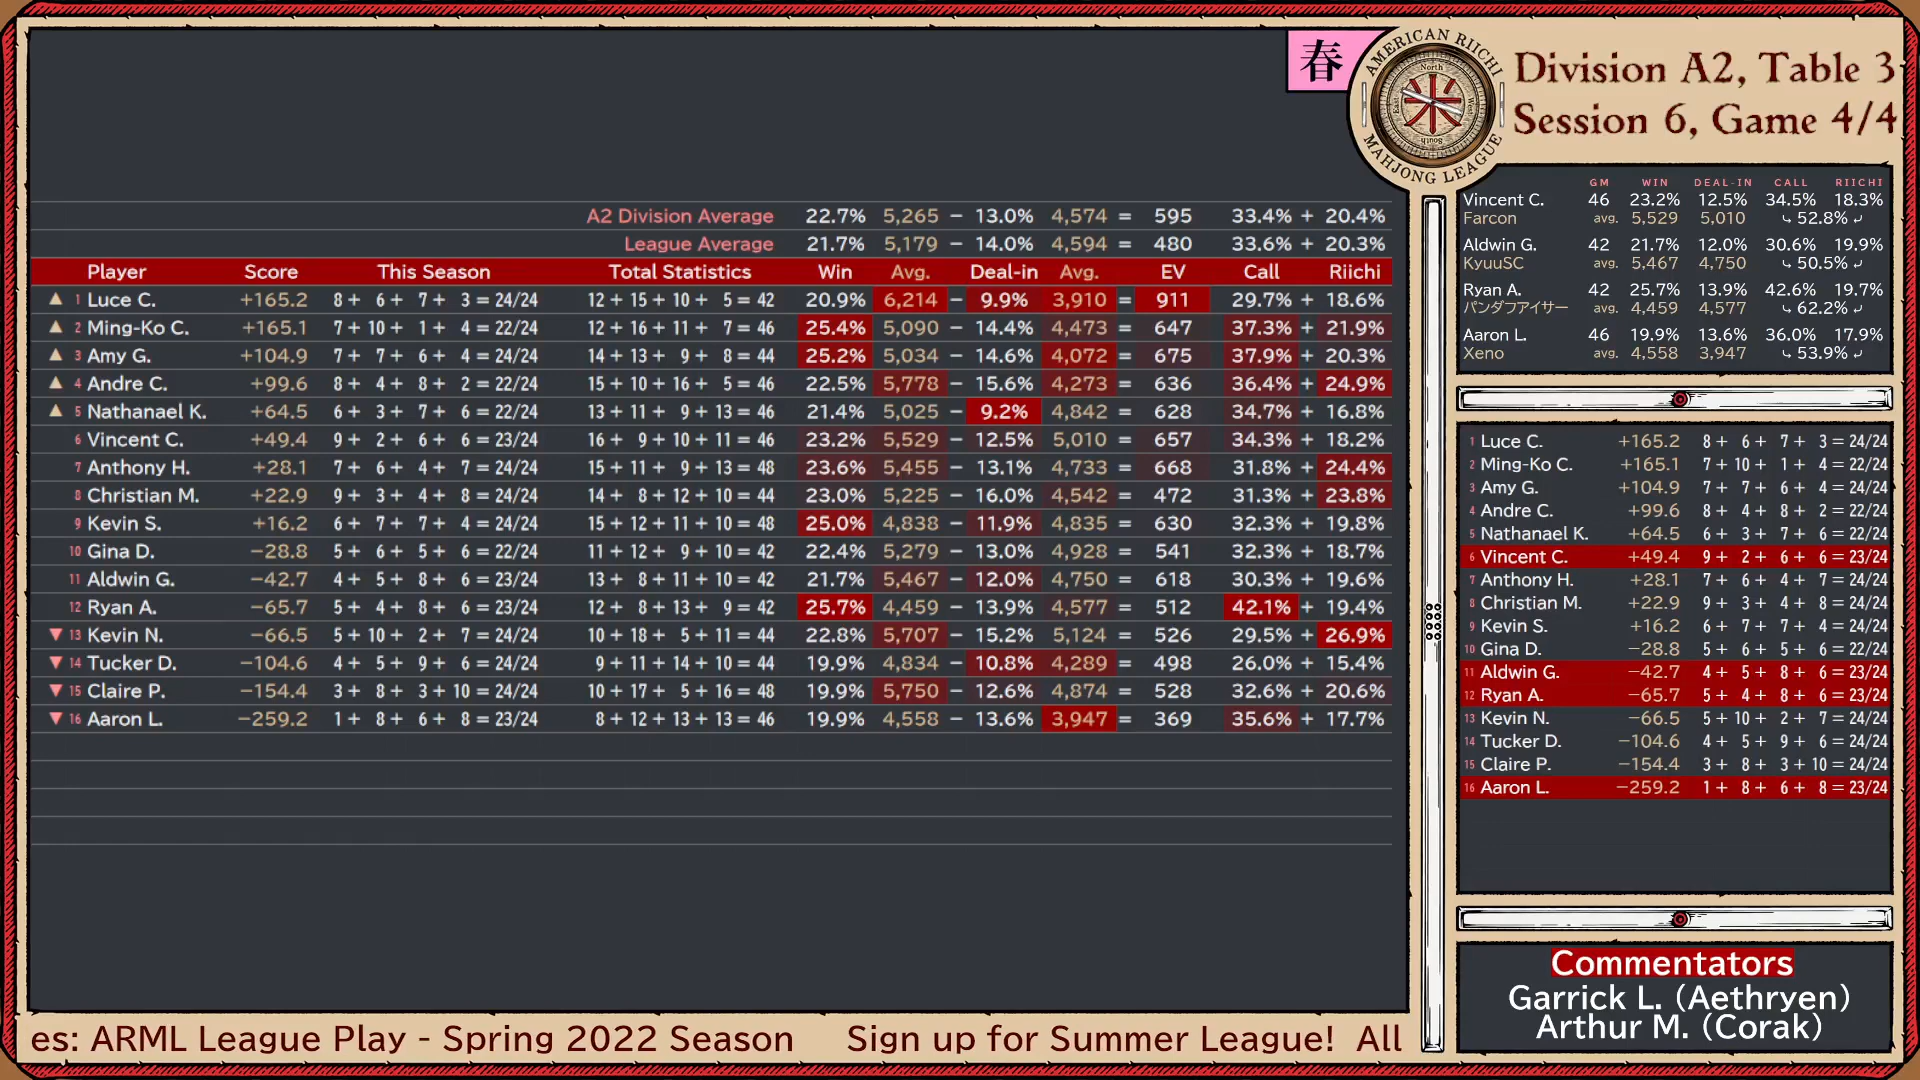 春
AMERICAN RIICHI
MAHJONG LEAGUE
North
East
West
South
Division A2, Table 3
Session 6, Game 4/4
A2 Division Average 22.7% 5,265 − 13.0% 4,574 = 595 33.4% + 20.4%
League Average 21.7% 5,179 − 14.0% 4,594 = 480 33.6% + 20.3%
Player Score This Season Total Statistics Win Avg. Deal-in Avg. EV Call Riichi
▲ 1 Luce C. +165.2 8 + 6 + 7 + 3 = 24/24 12 + 15 + 10 + 5 = 42 20.9% 6,214 − 9.9% 3,910 = 911 29.7% + 18.6%
▲ 2 Ming-Ko C. +165.1 7 + 10 + 1 + 4 = 22/24 12 + 16 + 11 + 7 = 46 25.4% 5,090 − 14.4% 4,473 = 647 37.3% + 21.9%
▲ 3 Amy G. +104.9 7 + 7 + 6 + 4 = 24/24 14 + 13 + 9 + 8 = 44 25.2% 5,034 − 14.6% 4,072 = 675 37.9% + 20.3%
▲ 4 Andre C. +99.6 8 + 4 + 8 + 2 = 22/24 15 + 10 + 16 + 5 = 46 22.5% 5,778 − 15.6% 4,273 = 636 36.4% + 24.9%
▲ 5 Nathanael K. +64.5 6 + 3 + 7 + 6 = 22/24 13 + 11 + 9 + 13 = 46 21.4% 5,025 − 9.2% 4,842 = 628 34.7% + 16.8%
6 Vincent C. +49.4 9 + 2 + 6 + 6 = 23/24 16 + 9 + 10 + 11 = 46 23.2% 5,529 − 12.5% 5,010 = 657 34.3% + 18.2%
7 Anthony H. +28.1 7 + 6 + 4 + 7 = 24/24 15 + 11 + 9 + 13 = 48 23.6% 5,455 − 13.1% 4,733 = 668 31.8% + 24.4%
8 Christian M. +22.9 9 + 3 + 4 + 8 = 24/24 14 + 8 + 12 + 10 = 44 23.0% 5,225 − 16.0% 4,542 = 472 31.3% + 23.8%
9 Kevin S. +16.2 6 + 7 + 7 + 4 = 24/24 15 + 12 + 11 + 10 = 48 25.0% 4,838 − 11.9% 4,835 = 630 32.3% + 19.8%
10 Gina D. −28.8 5 + 6 + 5 + 6 = 22/24 11 + 12 + 9 + 10 = 42 22.4% 5,279 − 13.0% 4,928 = 541 32.3% + 18.7%
11 Aldwin G. −42.7 4 + 5 + 8 + 6 = 23/24 13 + 8 + 11 + 10 = 42 21.7% 5,467 − 12.0% 4,750 = 618 30.3% + 19.6%
12 Ryan A. −65.7 5 + 4 + 8 + 6 = 23/24 12 + 8 + 13 + 9 = 42 25.7% 4,459 − 13.9% 4,577 = 512 42.1% + 19.4%
▼ 13 Kevin N. −66.5 5 + 10 + 2 + 7 = 24/24 10 + 18 + 5 + 11 = 44 22.8% 5,707 − 15.2% 5,124 = 526 29.5% + 26.9%
▼ 14 Tucker D. −104.6 4 + 5 + 9 + 6 = 24/24 9 + 11 + 14 + 10 = 44 19.9% 4,834 − 10.8% 4,289 = 498 26.0% + 15.4%
▼ 15 Claire P. −154.4 3 + 8 + 3 + 10 = 24/24 10 + 17 + 5 + 16 = 48 19.9% 5,750 − 12.6% 4,874 = 528 32.6% + 20.6%
▼ 16 Aaron L. −259.2 1 + 8 + 6 + 8 = 23/24 8 + 12 + 13 + 13 = 46 19.9% 4,558 − 13.6% 3,947 = 369 35.6% + 17.7%
GM WIN DEAL-IN CALL RIICHI
Vincent C. 46 23.2% 12.5% 34.5% 18.3%
Farcon avg. 5,529 5,010 52.8%
Aldwin G. 42 21.7% 12.0% 30.6% 19.9%
KyuuSC avg. 5,467 4,750 50.5%
Ryan A. 42 25.7% 13.9% 42.6% 19.7%
パンダファイサー avg. 4,459 4,577 62.2%
Aaron L. 46 19.9% 13.6% 36.0% 17.9%
Xeno avg. 4,558 3,947 53.9%
1 Luce C. +165.2 8 + 6 + 7 + 3 = 24/24
2 Ming-Ko C. +165.1 7 + 10 + 1 + 4 = 22/24
3 Amy G. +104.9 7 + 7 + 6 + 4 = 24/24
4 Andre C. +99.6 8 + 4 + 8 + 2 = 22/24
5 Nathanael K. +64.5 6 + 3 + 7 + 6 = 22/24
6 Vincent C. +49.4 9 + 2 + 6 + 6 = 23/24
7 Anthony H. +28.1 7 + 6 + 4 + 7 = 24/24
8 Christian M. +22.9 9 + 3 + 4 + 8 = 24/24
9 Kevin S. +16.2 6 + 7 + 7 + 4 = 24/24
10 Gina D. −28.8 5 + 6 + 5 + 6 = 22/24
11 Aldwin G. −42.7 4 + 5 + 8 + 6 = 23/24
12 Ryan A. −65.7 5 + 4 + 8 + 6 = 23/24
13 Kevin N. −66.5 5 + 10 + 2 + 7 = 24/24
14 Tucker D. −104.6 4 + 5 + 9 + 6 = 24/24
15 Claire P. −154.4 3 + 8 + 3 + 10 = 24/24
16 Aaron L. −259.2 1 + 8 + 6 + 8 = 23/24
Commentators
Garrick L. (Aethryen)
Arthur M. (Corak)
es: ARML League Play - Spring 2022 Season Sign up for Summer League! All